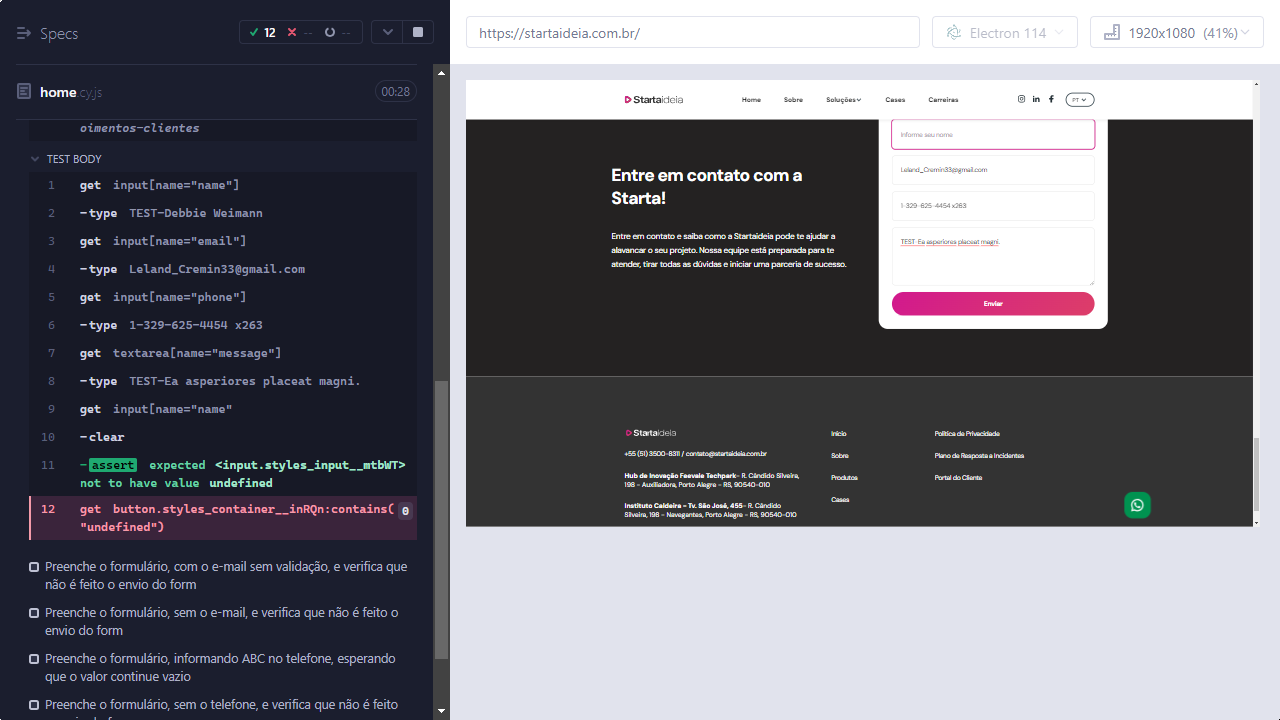 Specs
12
--
--
home.cy.js
00:28
oimentos-clientes
TEST BODY
1 get input[name="name"]
2 -type TEST-Debbie Weimann
3 get input[name="email"]
4 -type Leland_Cremin33@gmail.com
5 get input[name="phone"]
6 -type 1-329-625-4454 x263
7 get textarea[name="message"]
8 -type TEST-Ea asperiores placeat magni.
9 get input[name="name"
10 -clear
11 -assert expected <input.styles_input__mtbWT>
not to have value undefined
12 get button.styles_container__inRQn:contains(
"undefined") 0
Preenche o formulário, com o e-mail sem validação, e verifica que
não é feito o envio do form
Preenche o formulário, sem o e-mail, e verifica que não é feito o
envio do form
Preenche o formulário, informando ABC no telefone, esperando
que o valor continue vazio
Preenche o formulário, sem o telefone, e verifica que não é feito
https://startaideia.com.br/
Electron 114
1920x1080 (41%)
Startaideia
Home
Sobre
Soluções
Cases
Carreiras
PT
Entre em contato com a
Starta!
Entre em contato e saiba como a Startaideia pode te ajudar a
alavancar o seu projeto. Nossa equipe está preparada para te
atender, tirar todas as dúvidas e iniciar uma parceria de sucesso.
Informe seu nome
Leland_Cremin33@gmail.com
1-329-625-4454 x263
TEST-Ea asperiores placeat magni.
Enviar
Startaideia
+55 (51) 3500-8311 / contato@startaideia.com.br
Hub de Inovação Feevale Techpark- R. Cândido Silveira,
198 - Auxiliadora, Porto Alegre - RS, 90540-010
Instituto Caldeira - Tv. São José, 455- R. Cândido
Silveira, 198 - Navegantes, Porto Alegre - RS, 90540-010
Início
Sobre
Produtos
Cases
Política de Privacidade
Plano de Resposta a Incidentes
Portal do Cliente